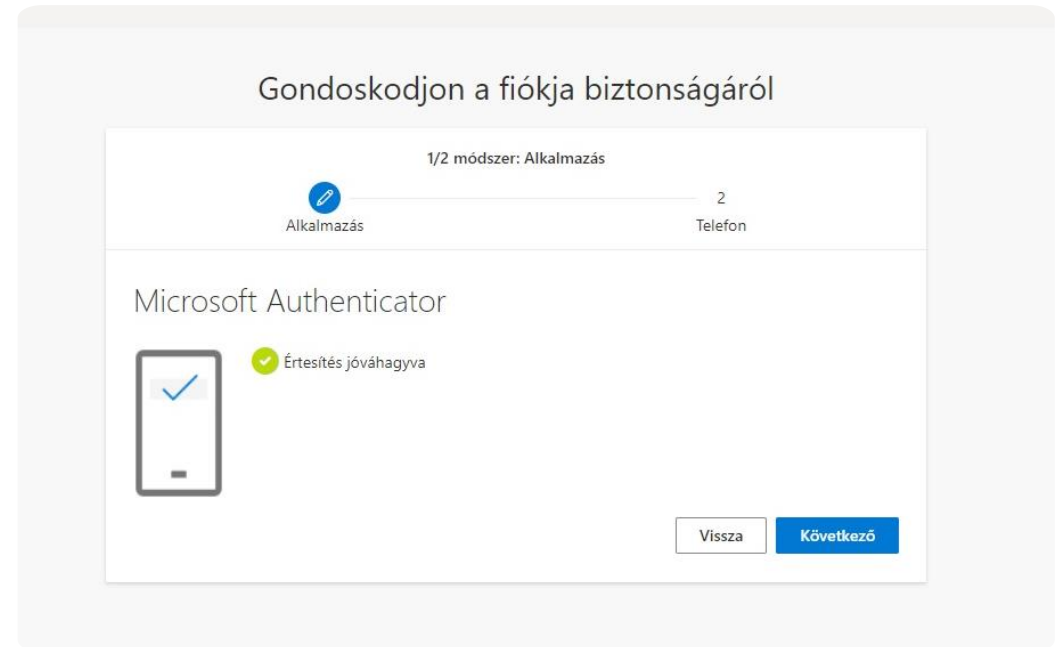 Gondoskodjon a fiókja biztonságáról
1/2 módszer: Alkalmazás
2
Alkalmazás
Telefon
Microsoft Authenticator
Értesítés jóváhagyva
Vissza
Következő